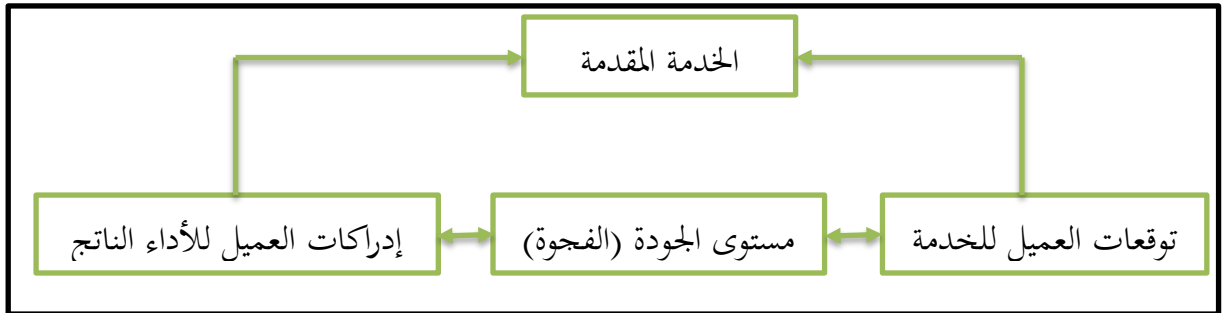 الخدمة المقدمة
توقعات العميل للخدمة
مستوى الجودة (الفجوة)
إدراكات العميل للأداء الناتج